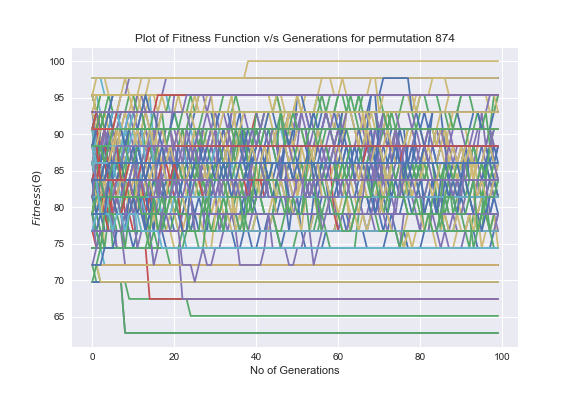 Plot of Fitness Function v/s Generations for permutation 874
100
95
90
85
80
75
70
65
Fitness(Θ)
0 20 40 60 80 100
No of Generations